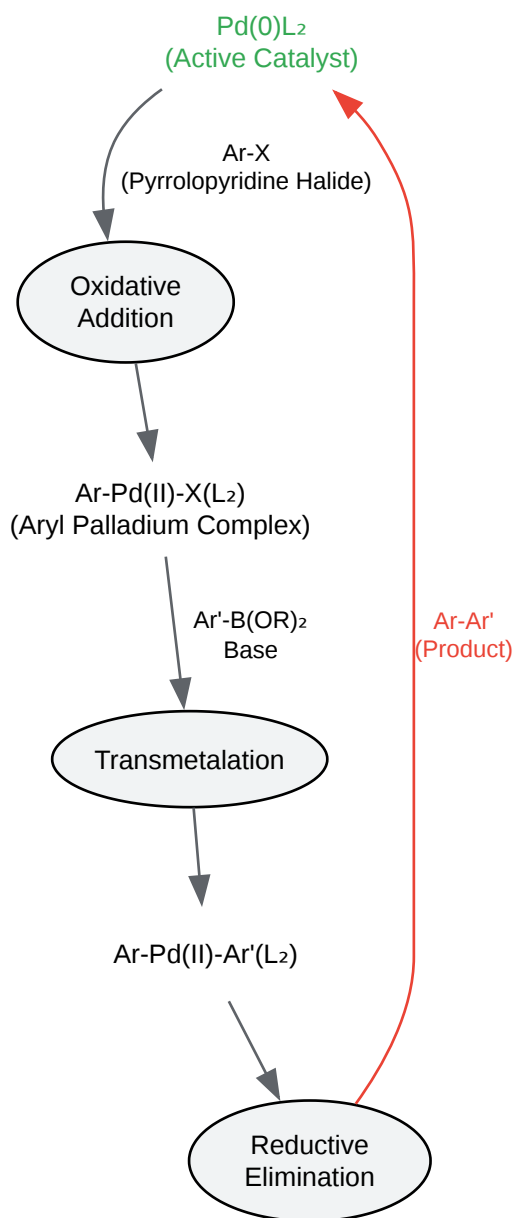 Pd(0)L₂
(Active Catalyst)
Ar-X
(Pyrrolopyridine Halide)
Oxidative
Addition
Ar-Pd(II)-X(L₂)
(Aryl Palladium Complex)
Ar'-B(OR)₂
Base
Ar-Ar'
(Product)
Transmetalation
Ar-Pd(II)-Ar'(L₂)
Reductive
Elimination